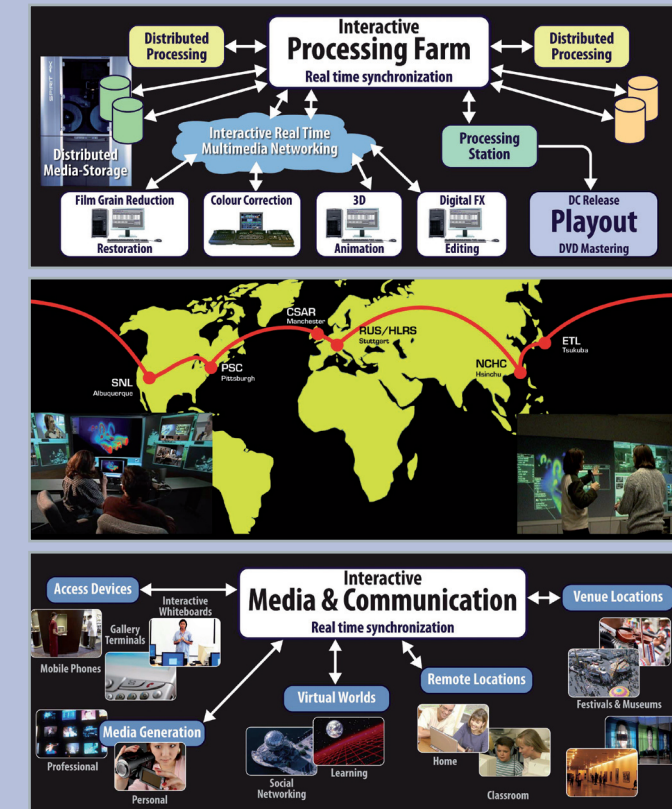 Interactive
Processing Farm
Real time synchronization
Distributed
Processing
Distributed
Processing
Distributed
Media-Storage
Interactive Real Time
Multimedia Networking
Processing
Station
Film Grain Reduction
Restoration
Colour Correction
3D
Animation
Digital FX
Editing
DC Release
Playout
DVD Mastering
CSAR
Manchester
RUS/HLRS
Stuttgart
ETL
Tsukuba
PSC
Pittsburgh
NCHC
Hsinchu
SNL
Albuquerque
Interactive
Media & Communication
Real time synchronization
Access Devices
Interactive
Whiteboards
Gallery
Terminals
Mobile Phones
Venue Locations
Festivals & Museums
Virtual Worlds
Remote Locations
Media Generation
Professional
Personal
Social
Networking
Learning
Home
Classroom